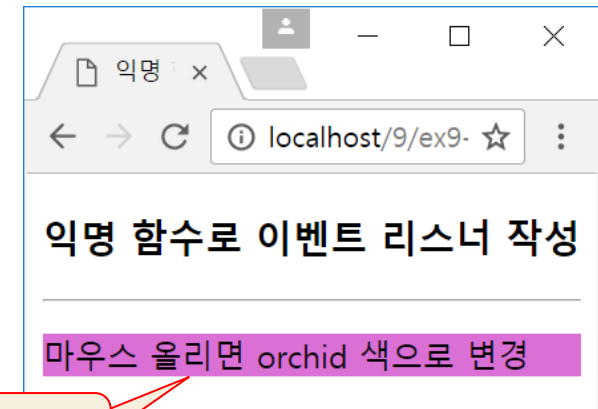 익명
localhost/9/ex9-
익명 함수로 이벤트 리스너 작성
마우스 올리면 orchid 색으로 변경